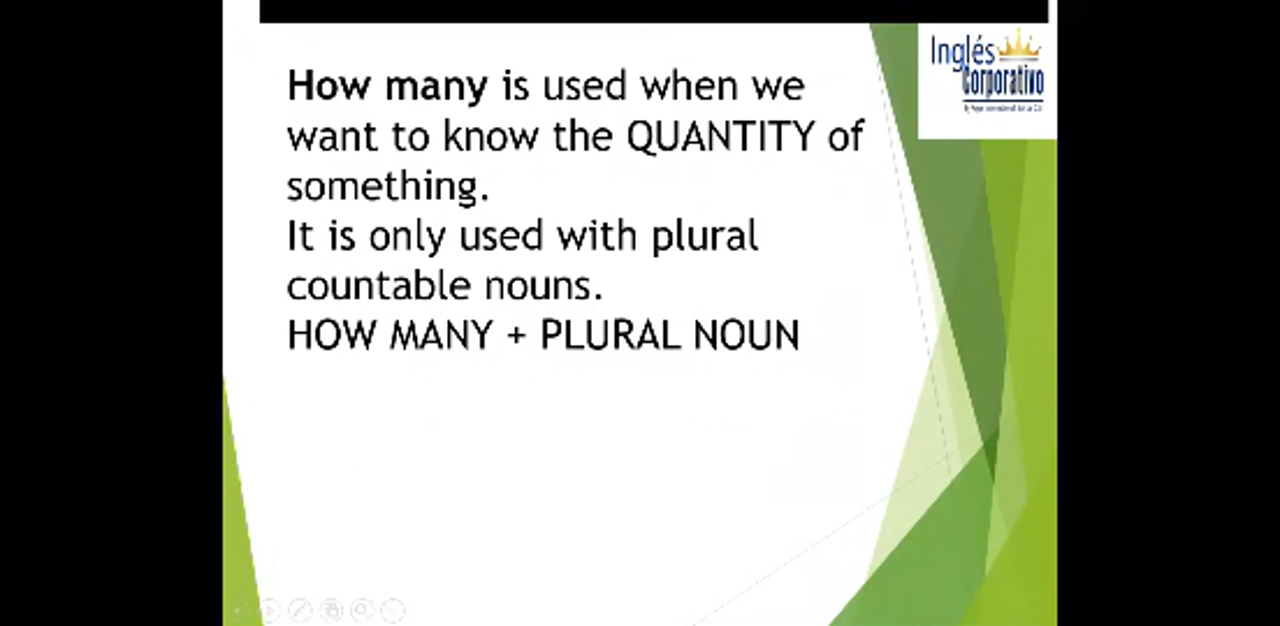 How many is used when we
want to know the QUANTITY of
something.
It is only used with plural
countable nouns.
HOW MANY + PLURAL NOUN
Inglés
Corporativo